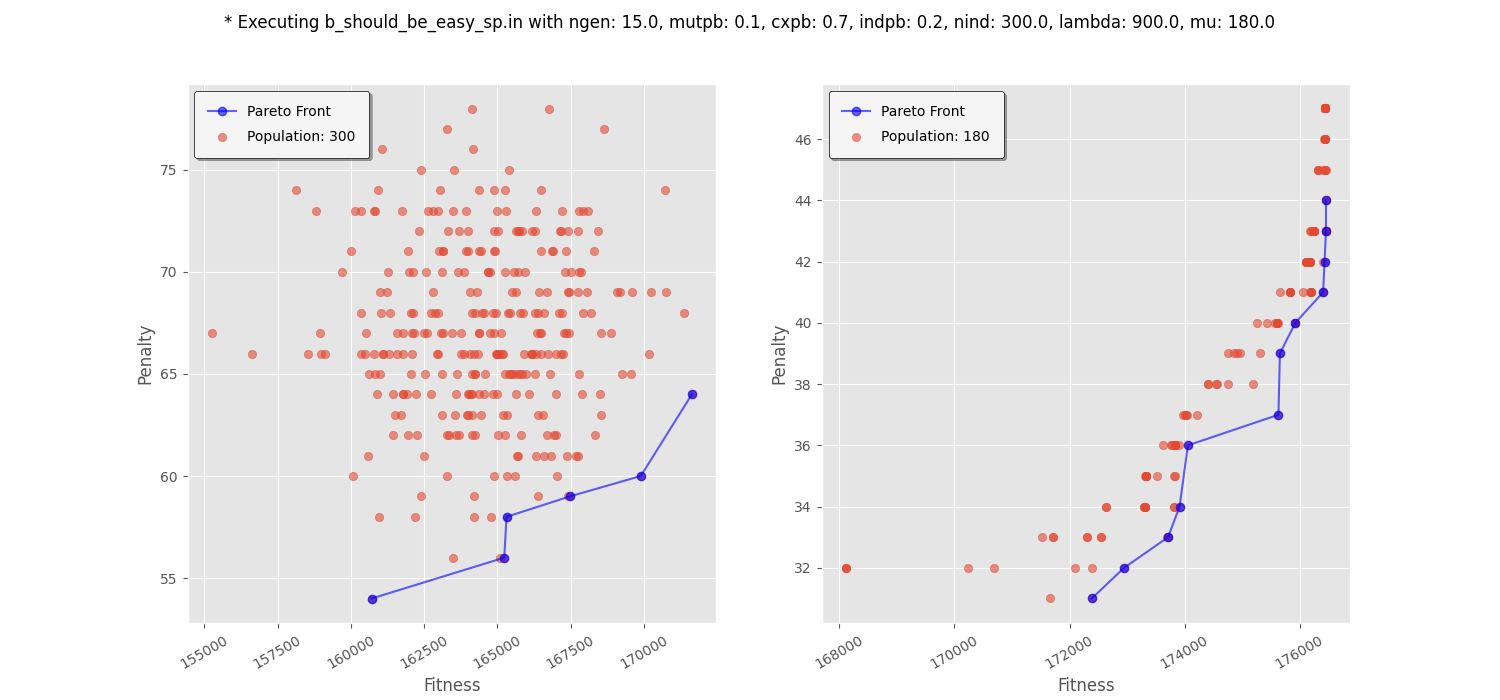 * Executing b_should_be_easy_sp.in with ngen: 15.0, mutpb: 0.1, cxpb: 0.7, indpb: 0.2, nind: 300.0, lambda: 900.0, mu: 180.0
Pareto Front
Population: 300
75
70
65
60
55
Penalty
155000
157500
160000
162500
165000
167500
170000
Fitness
Pareto Front
Population: 180
46
44
42
40
38
36
34
32
Penalty
168000
170000
172000
174000
176000
Fitness